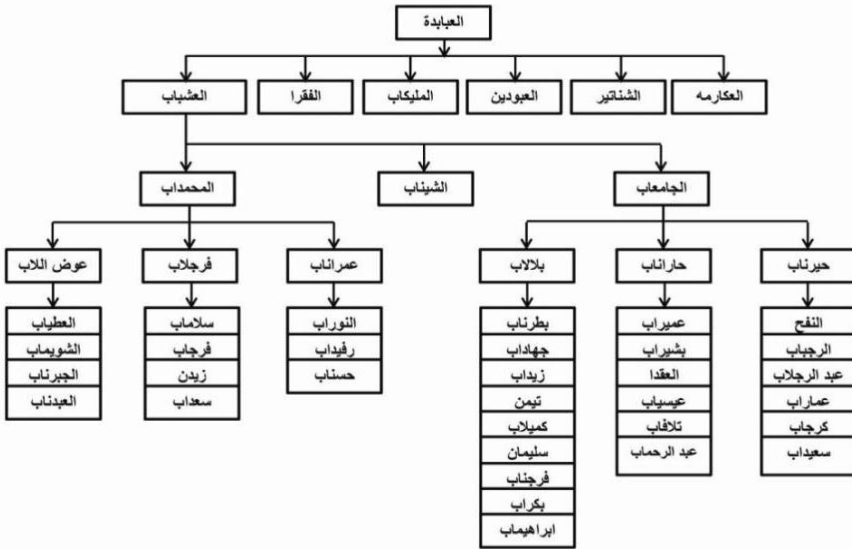 العبابدة
العكارمه
الشناتير
العبودين
المليكاب
الفقرا
العشباب
الجامعاب
الشيناب
المحمداب
حيرناب
حاراناب
بلالاب
عمراناب
فرجلاب
عوض اللاب
النفح
الرجباب
عبد الرجلاب
عماراب
كرجاب
سعيداب
عميراب
بشيراب
العقدا
عيسياب
تلافاب
عبد الرحماب
بطرناب
جهاداب
زيداب
تيمن
كميلاب
سليمان
فرجناب
بكراب
ابراهيماب
النوراب
رفيداب
حسناب
سلاماب
فرجاب
زيدن
سعداب
العطياب
الشويماب
الجبرناب
العبدناب